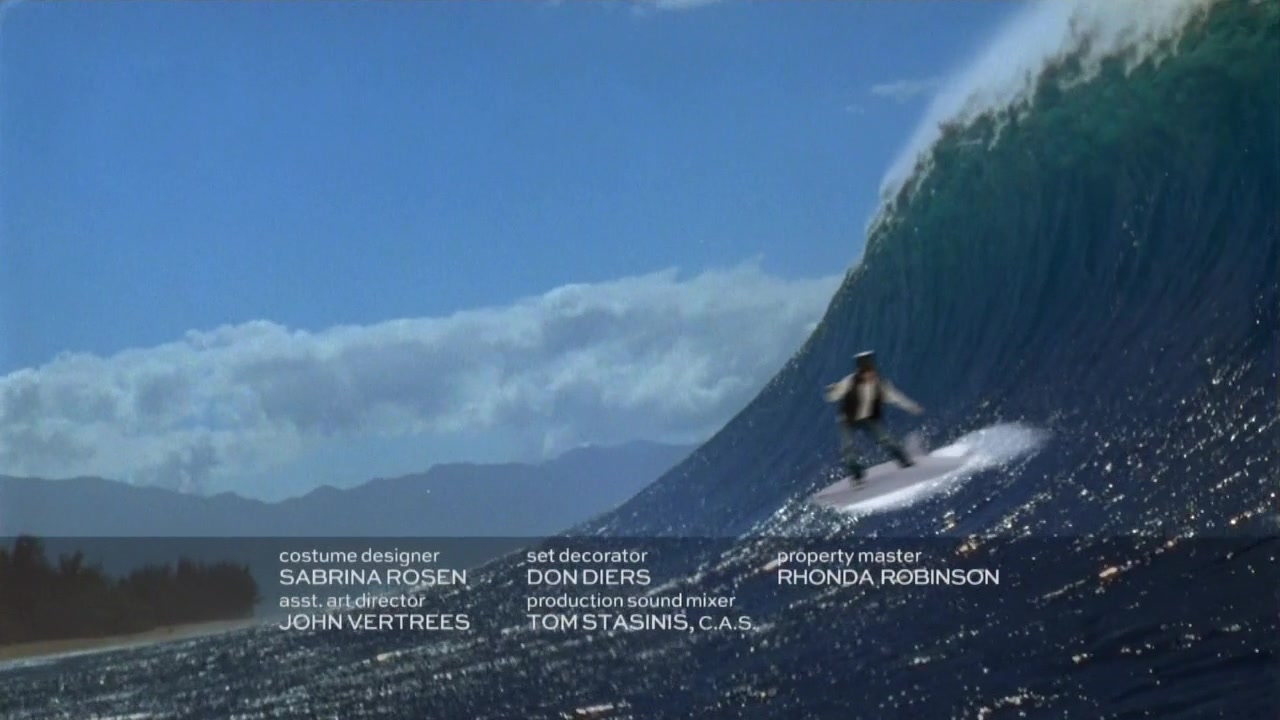 costume designer
SABRINA ROSEN
asst. art director
JOHN VERTREES
set decorator
DON DIERS
production sound mixer
TOM STASINIS, C.A.S.
property master
RHONDA ROBINSON